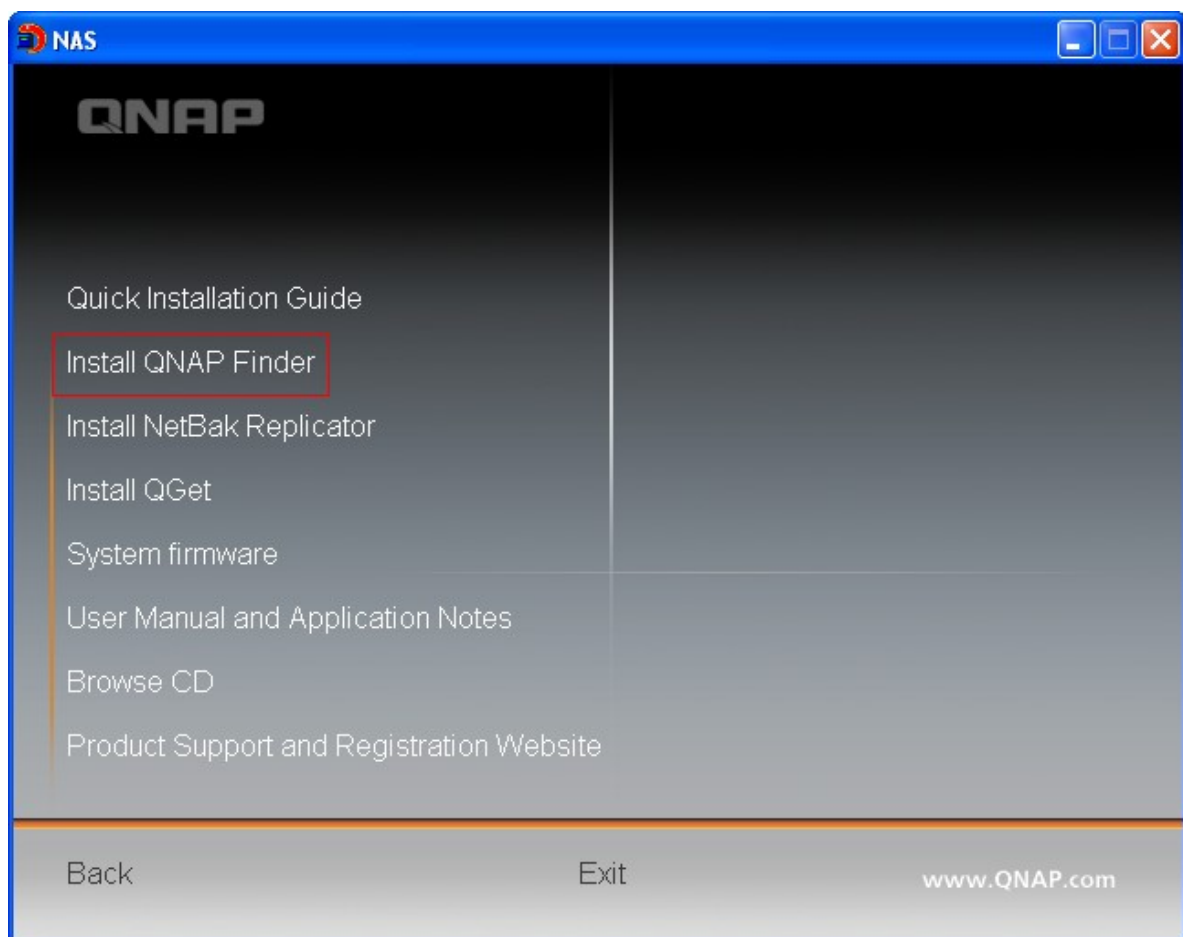 NAS
QNAP
Quick Installation Guide
Install QNAP Finder
Install NetBak Replicator
Install QGet
System firmware
User Manual and Application Notes
Browse CD
Product Support and Registration Website
Back
Exit
www.QNAP.com